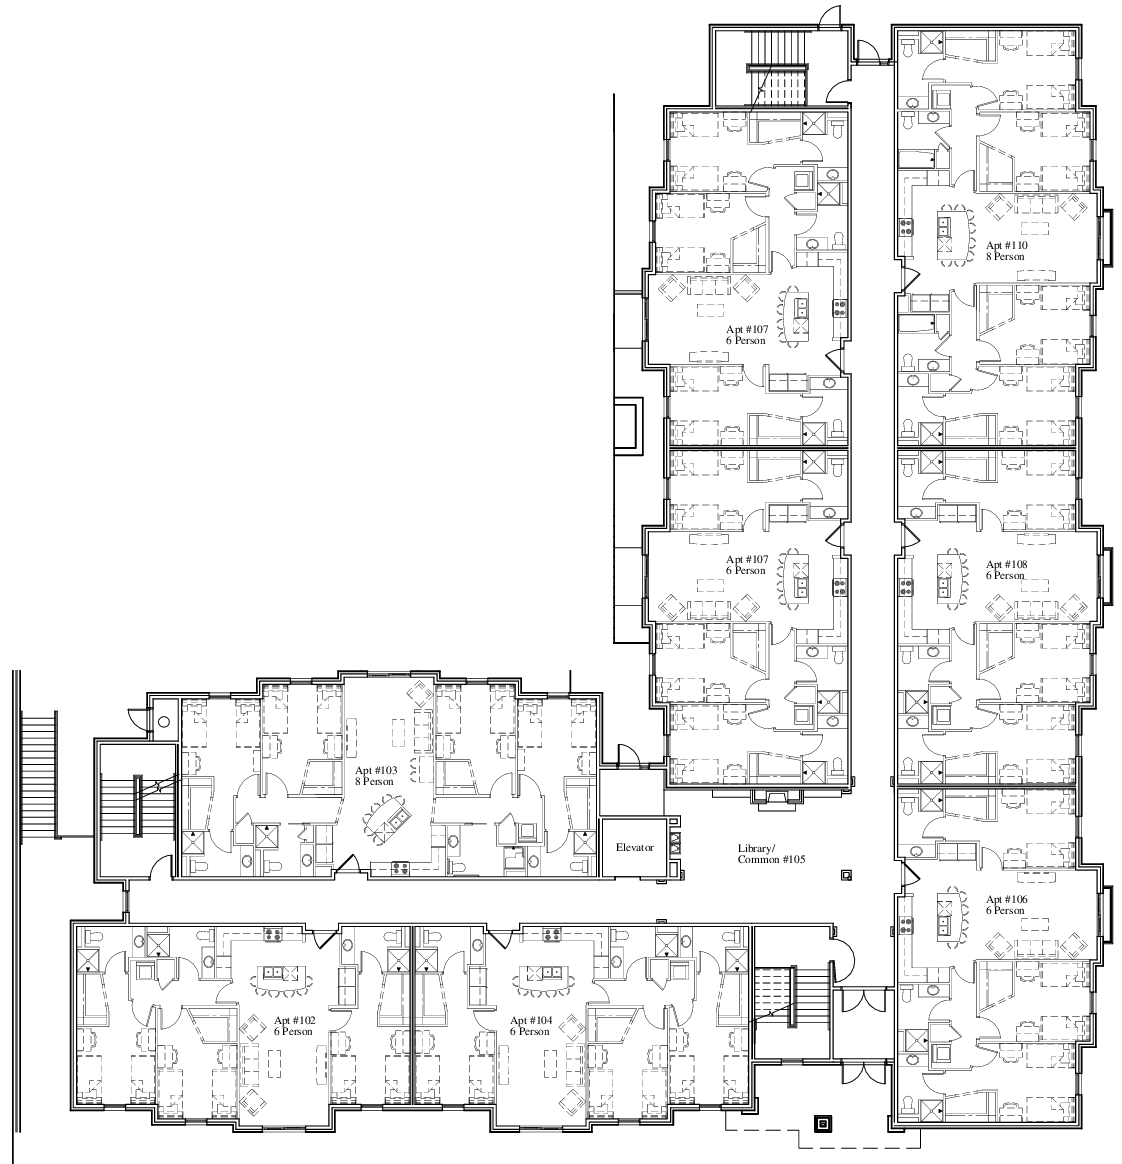 Apt #110
8 Person
Apt #107
6 Person
Apt #107
6 Person
Apt #108
6 Person
Apt #103
8 Person
Elevator
Library/
Common #105
Apt #106
6 Person
Apt #102
6 Person
Apt #104
6 Person